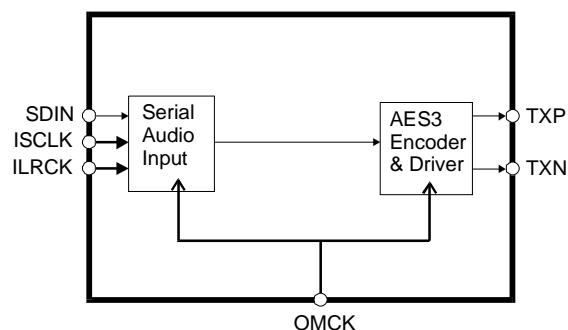 SDIN
ISCLK
ILRCK
Serial
Audio
Input
AES3
Encoder
& Driver
TXP
TXN
OMCK